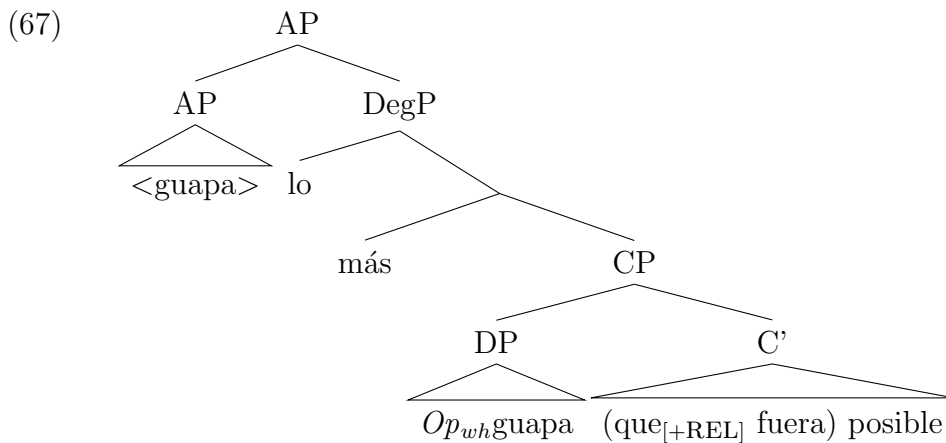 (67) AP
AP DegP
<guapa> lo
más CP
DP C’
Op_wh guapa (que_[+REL] fuera) posible